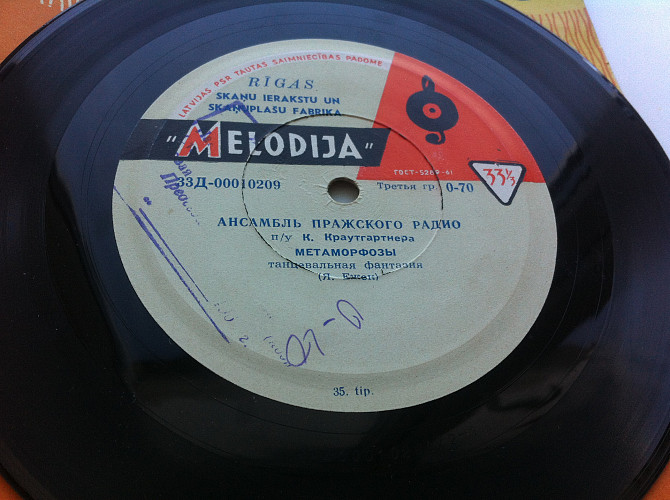 LATVIJAS PSR TAUTAS SAIMNIECĪBAS PADOME
RĪGAS
SKAŅU IERAKSTU UN
SKAŅUPLAŠU FABRIKA
"MELODIJA"
ГОСТ-5289-61
33Д-00010209
Третья гр. 0-70
33⅓
АНСАМБЛЬ ПРАЖСКОГО РАДИО
п/у К. Краутгартнера
МЕТАМОРФОЗЫ
танцевальная фантазия
(Л. Ежек)
35. tip.